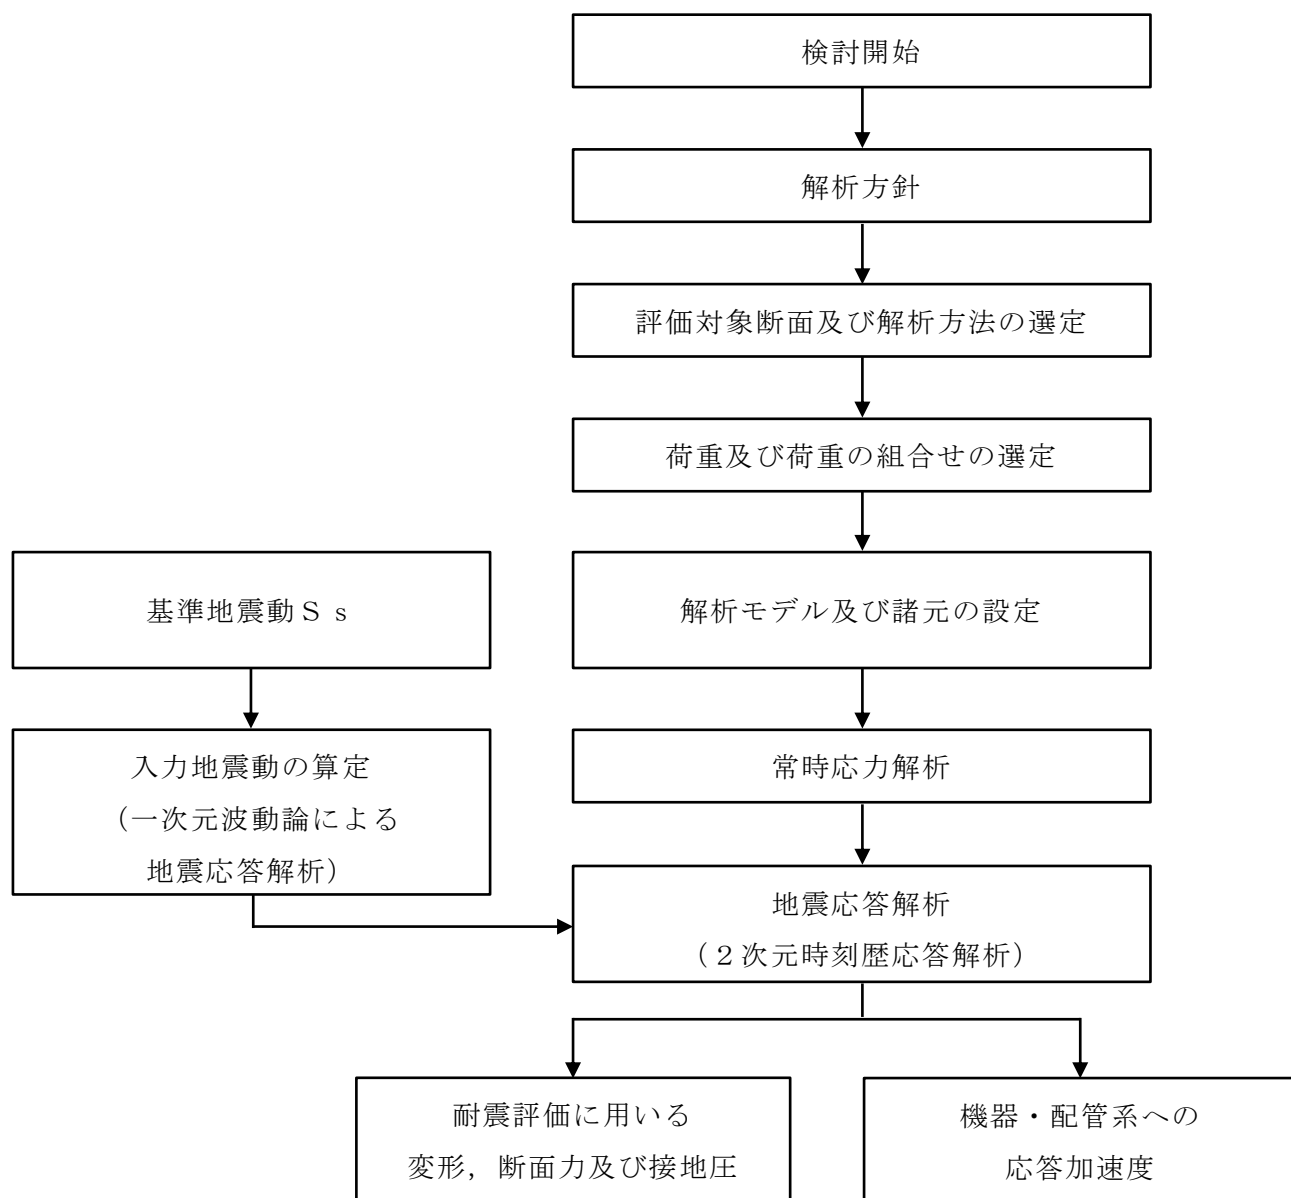 検討開始
解析方針
評価対象断面及び解析方法の選定
荷重及び荷重の組合せの選定
基準地震動Ｓｓ
解析モデル及び諸元の設定
入力地震動の算定
（一次元波動論による
地震応答解析）
常時応力解析
地震応答解析
（２次元時刻歴応答解析）
耐震評価に用いる
変形，断面力及び接地圧
機器・配管系への
応答加速度